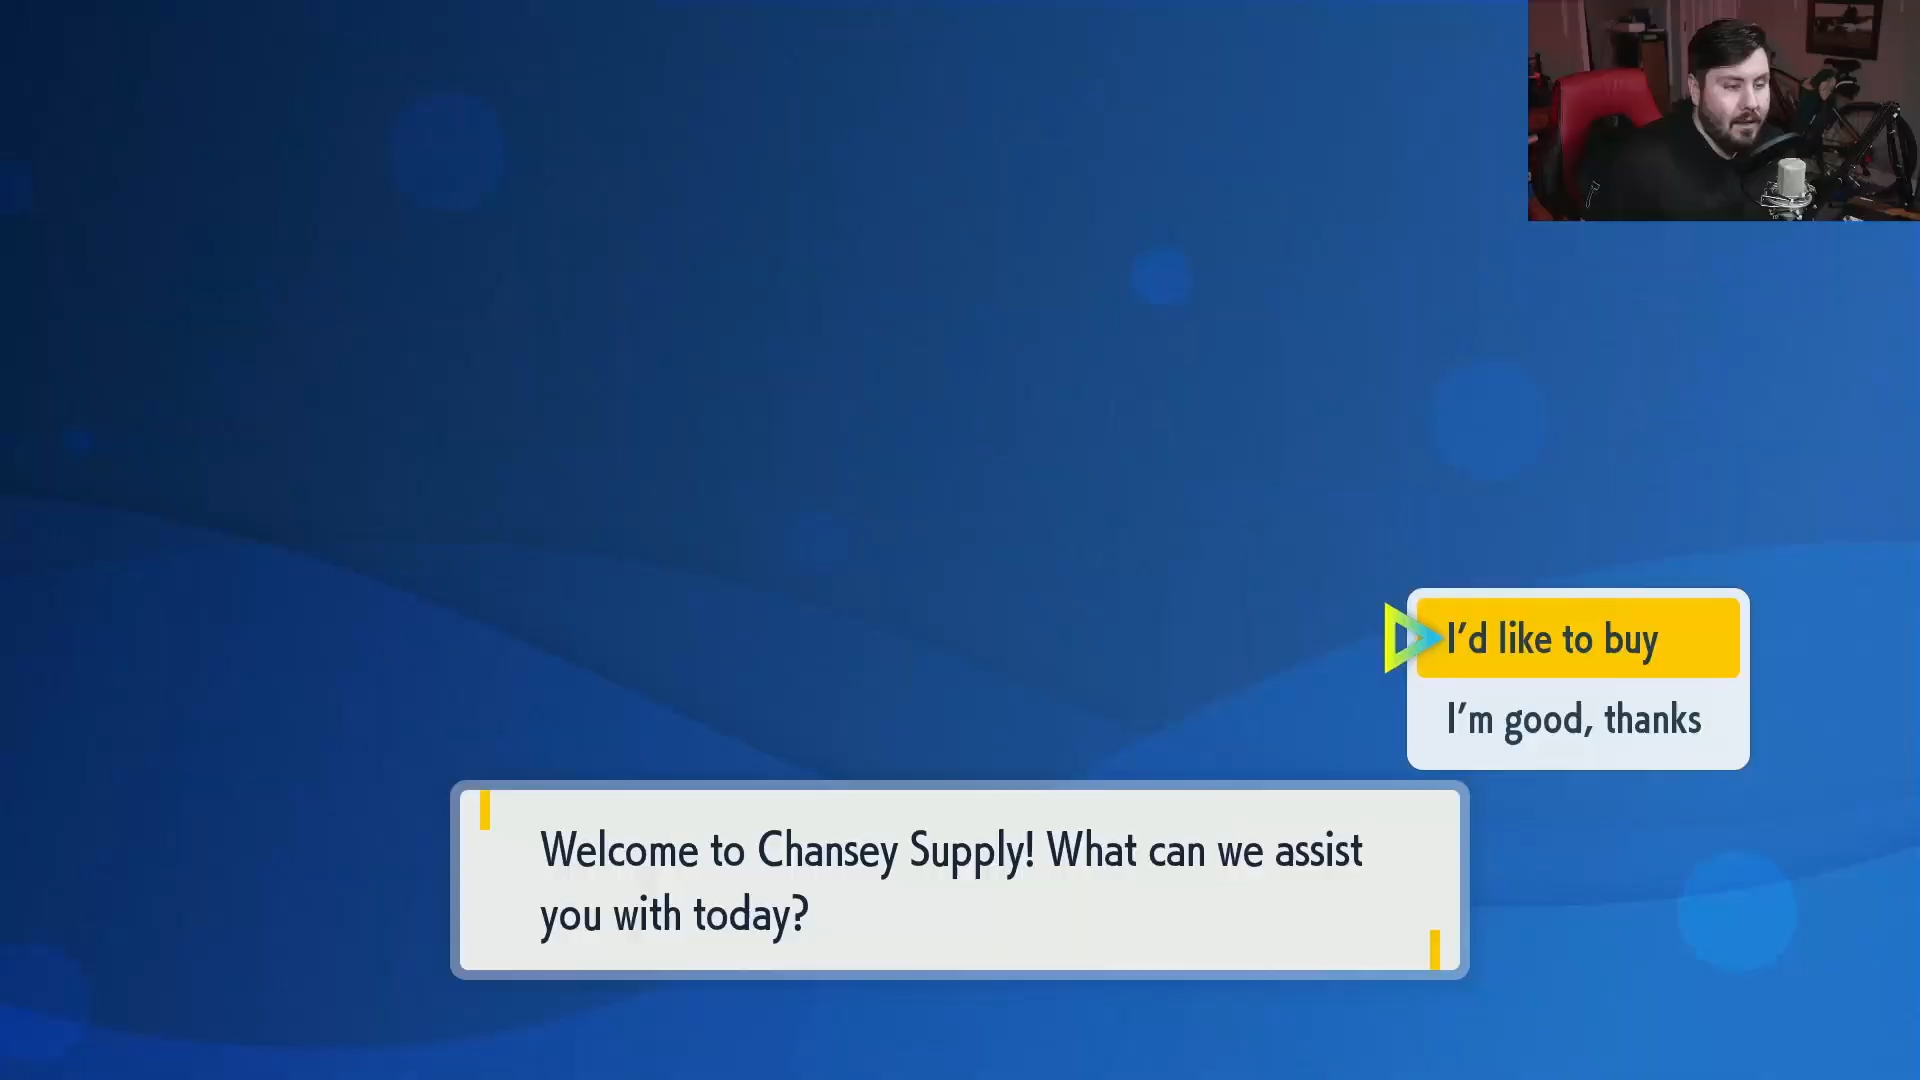 I'd like to buy
I'm good, thanks
Welcome to Chansey Supply! What can we assist
you with today?